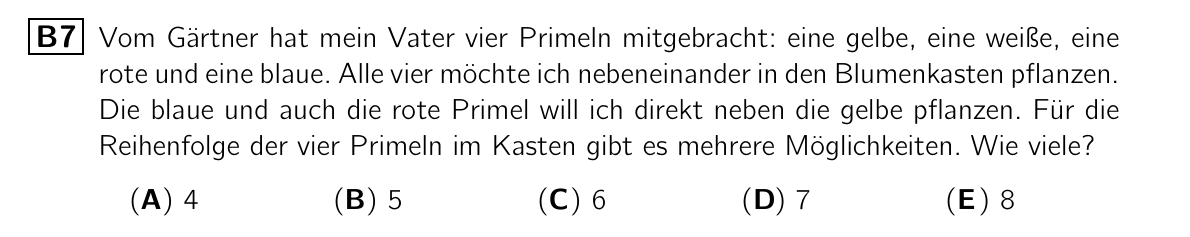 B7 Vom Gärtner hat mein Vater vier Primeln mitgebracht: eine gelbe, eine weiße, eine
rote und eine blaue. Alle vier möchte ich nebeneinander in den Blumenkasten pflanzen.
Die blaue und auch die rote Primel will ich direkt neben die gelbe pflanzen. Für die
Reihenfolge der vier Primeln im Kasten gibt es mehrere Möglichkeiten. Wie viele?
(A) 4 (B) 5 (C) 6 (D) 7 (E) 8